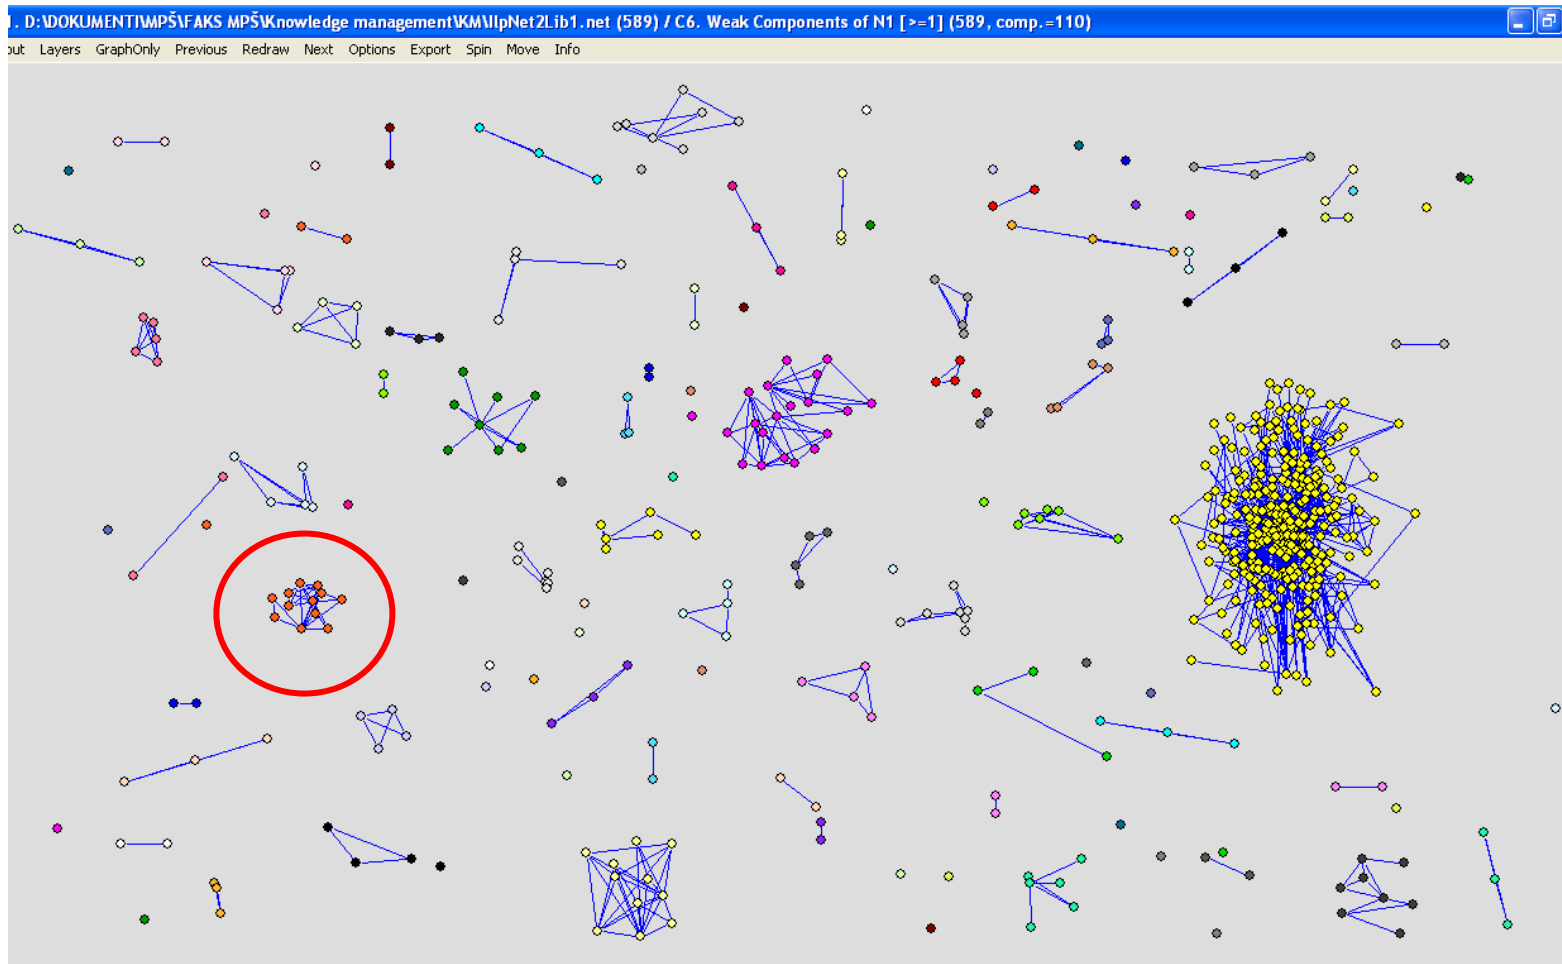 1. D:\DOKUMENTI\MPŠ\FAKS MPŠ\Knowledge management\KM\IlpNet2Lib1.net (589) / C6. Weak Components of N1 [>=1] (589, comp.=110)
out Layers GraphOnly Previous Redraw Next Options Export Spin Move Info